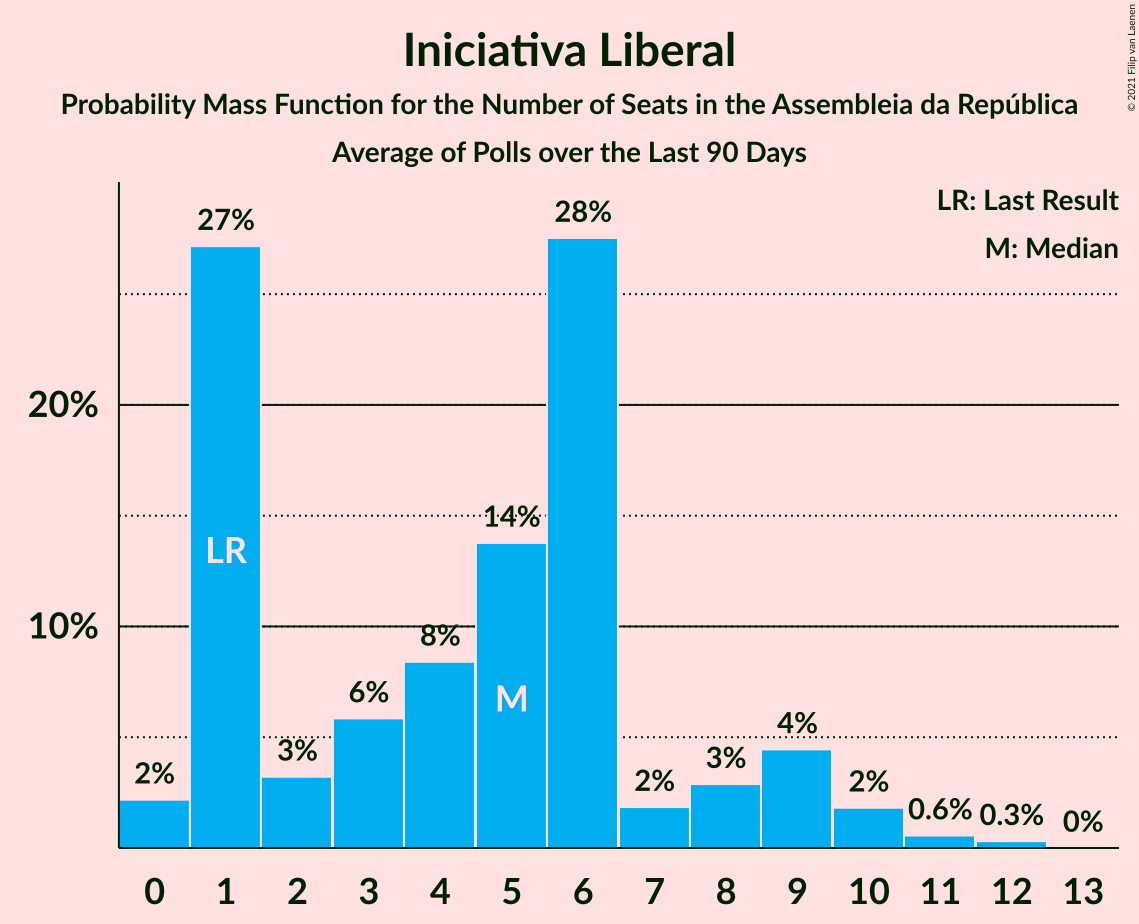 Iniciativa Liberal
Probability Mass Function for the Number of Seats in the Assembleia da República
Average of Polls over the Last 90 Days
© 2021 Filip van Laenen
LR: Last Result
M: Median
20%
10%
2%
27%
3%
6%
8%
14%
28%
2%
3%
4%
2%
0.6%
0.3%
0%
LR
M
0 1 2 3 4 5 6 7 8 9 10 11 12 13